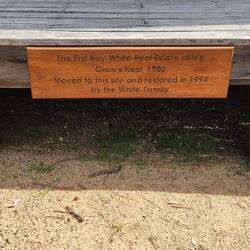 The first Ray White Real Estate office
Crow's Nest, 1902
Moved to this site and restored in 1994
by the White Family